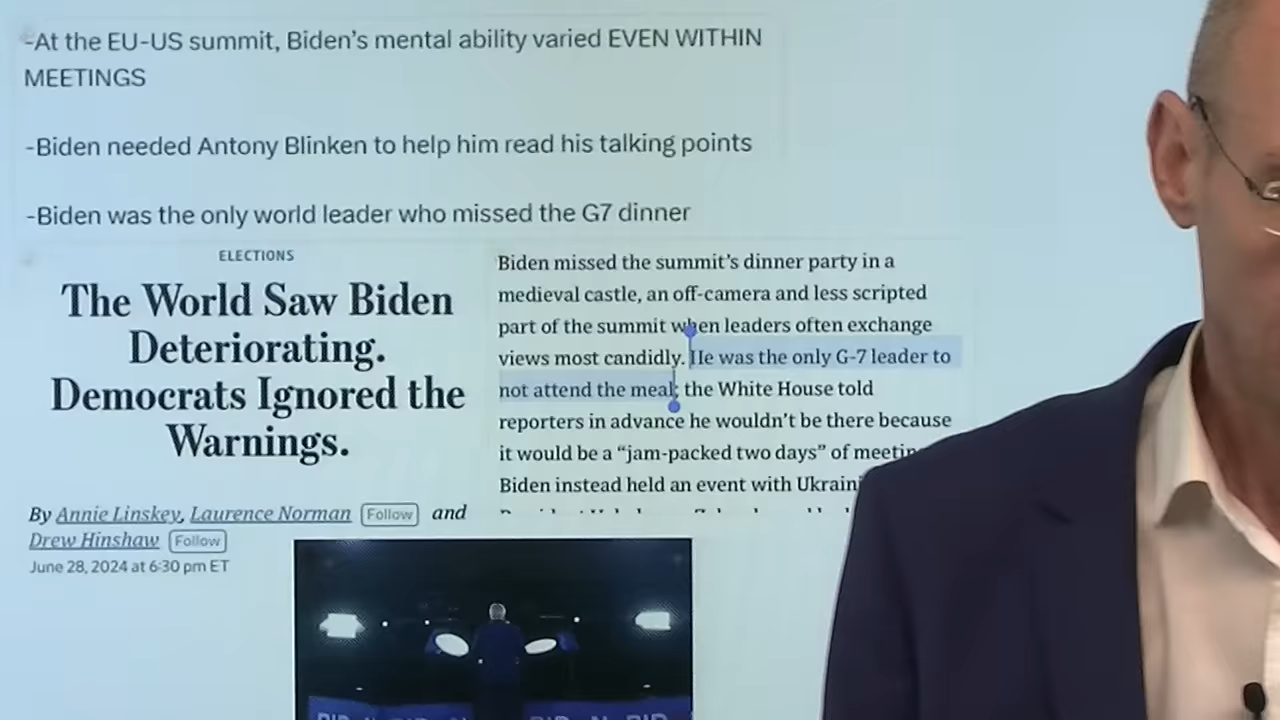 -At the EU-US summit, Biden's mental ability varied EVEN WITHIN
MEETINGS
-Biden needed Antony Blinken to help him read his talking points
-Biden was the only world leader who missed the G7 dinner
ELECTIONS
The World Saw Biden
Deteriorating.
Democrats Ignored the
Warnings.
By Annie Linskey, Laurence Norman Follow and
Drew Hinshaw Follow
June 28, 2024 at 6:30 pm ET
Biden missed the summit's dinner party in a
medieval castle, an off-camera and less scripted
part of the summit when leaders often exchange
views most candidly. He was the only G-7 leader to
not attend the meal; the White House told
reporters in advance he wouldn't be there because
it would be a “jam-packed two days” of
Biden instead held an event with